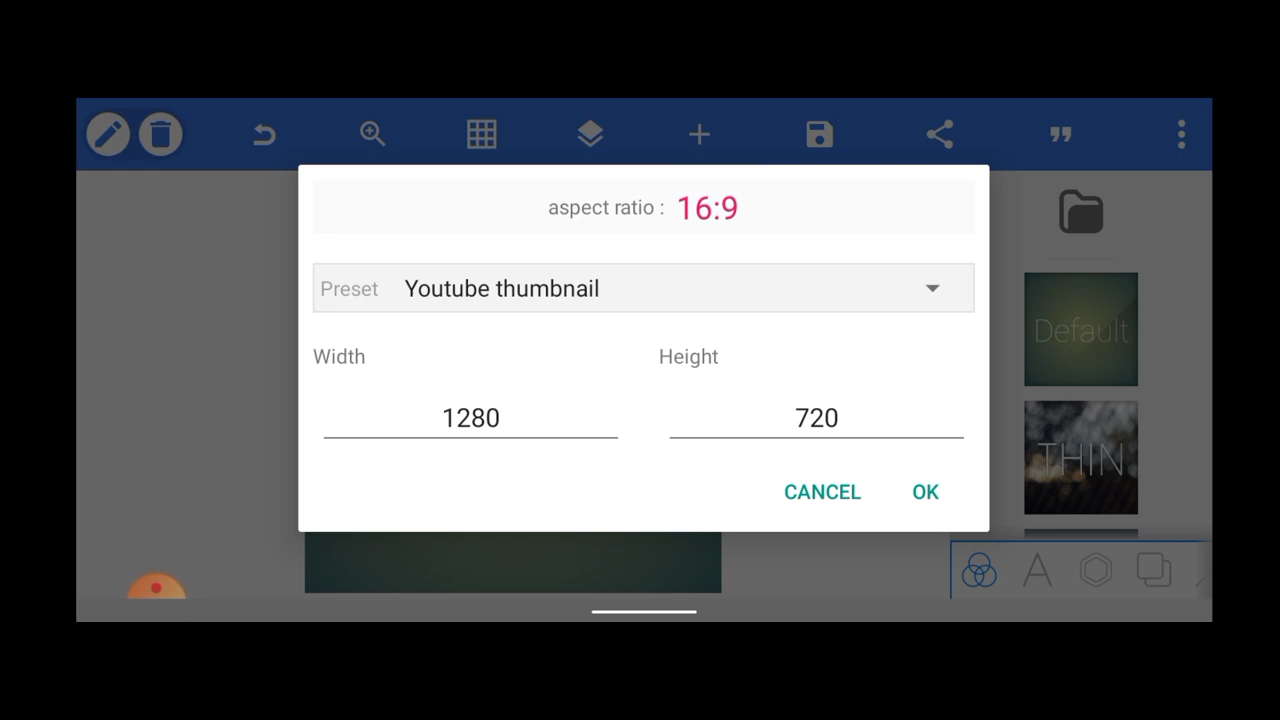 aspect ratio : 16:9
Preset Youtube thumbnail
Width Height
1280 720
CANCEL OK
Default
THIN
A